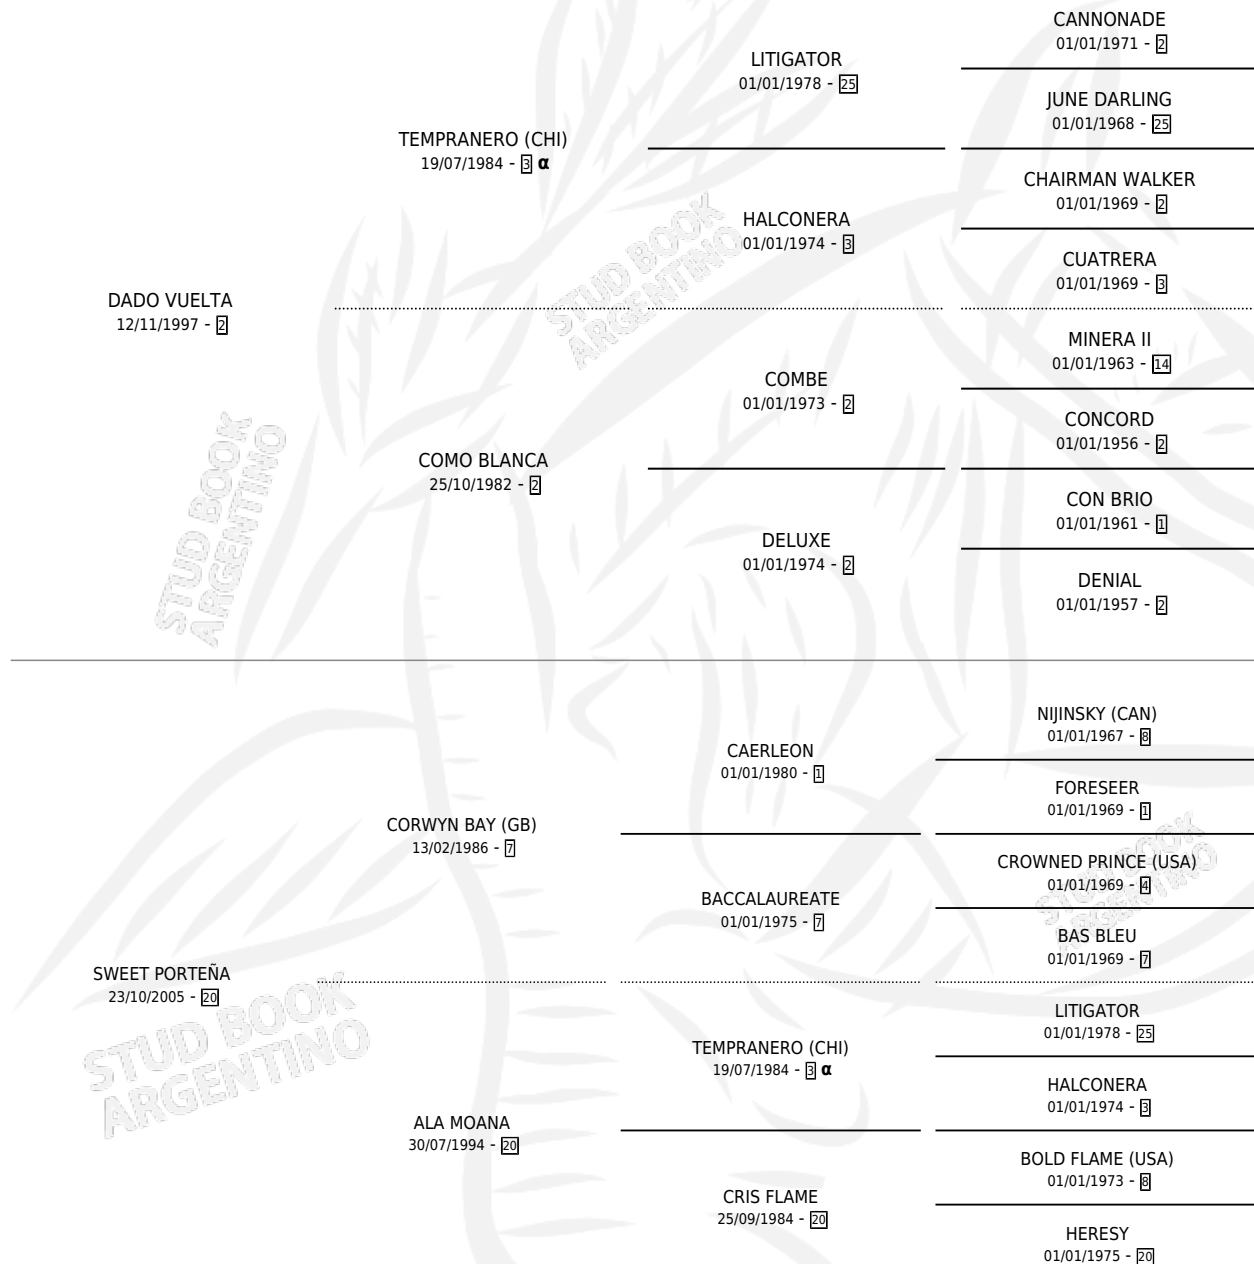 CANNONADE
01/01/1971 - 2
LITIGATOR
01/01/1978 - 25
JUNE DARLING
01/01/1968 - 25
TEMPRANERO (CHI)
19/07/1984 - 3 α
CHAIRMAN WALKER
01/01/1969 - 2
HALCONERA
01/01/1974 - 3
CUATRERA
01/01/1969 - 3
DADO VUELTA
12/11/1997 - 2
MINERA II
01/01/1963 - 14
COMBE
01/01/1973 - 2
CONCORD
01/01/1956 - 2
COMO BLANCA
25/10/1982 - 2
CON BRIO
01/01/1961 - 1
DELUXE
01/01/1974 - 2
DENIAL
01/01/1957 - 2
NIJINSKY (CAN)
01/01/1967 - 8
CAERLEON
01/01/1980 - 1
FORESEER
01/01/1969 - 1
CORWYN BAY (GB)
13/02/1986 - 7
CROWNED PRINCE (USA)
01/01/1969 - 4
BACCALAUREATE
01/01/1975 - 7
BAS BLEU
01/01/1969 - 7
SWEET PORTEÑA
23/10/2005 - 20
LITIGATOR
01/01/1978 - 25
TEMPRANERO (CHI)
19/07/1984 - 3 α
HALCONERA
01/01/1974 - 3
ALA MOANA
30/07/1994 - 20
BOLD FLAME (USA)
01/01/1973 - 8
CRIS FLAME
25/09/1984 - 20
HERESY
01/01/1975 - 20
STUD BOOK
ARGENTINO
STUD BOOK
ARGENTINO
STUD BOOK
ARGENTINO
STUD BOOK
ARGENTINO